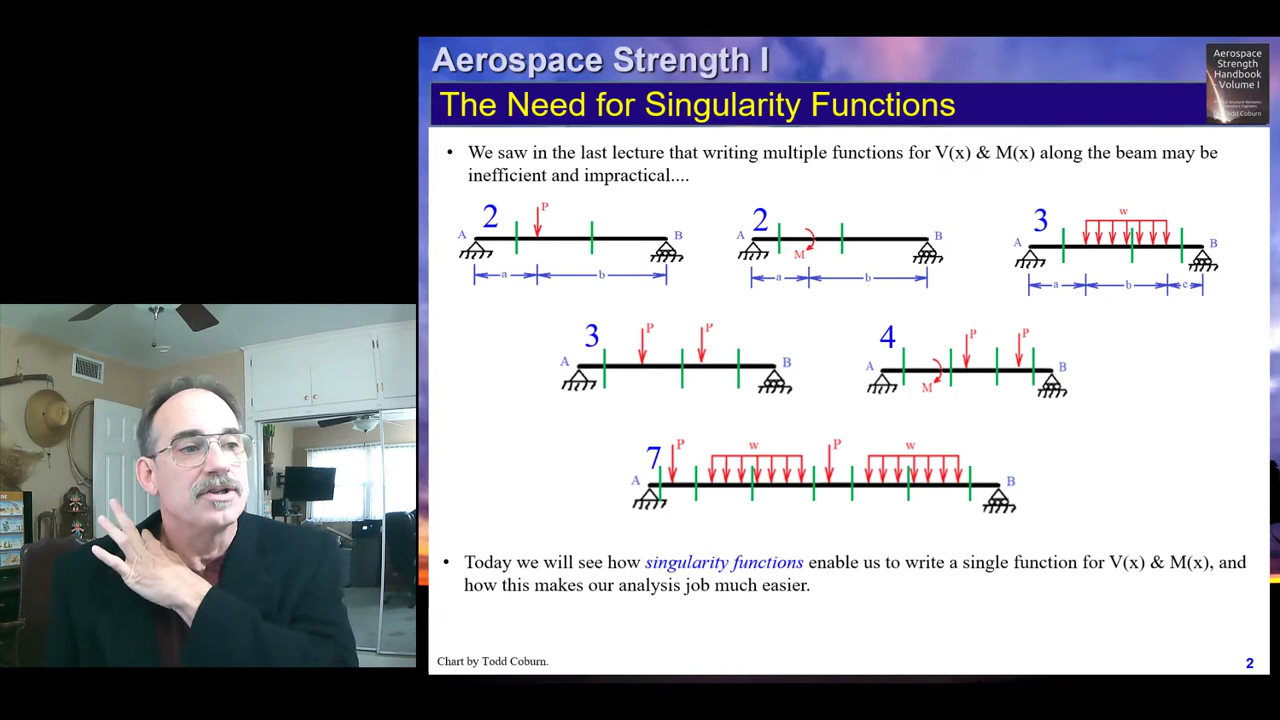 Aerospace Strength I
Aerospace
Strength
Handbook
Volume I
The Need for Singularity Functions
Todd Coburn
• We saw in the last lecture that writing multiple functions for V(x) & M(x) along the beam may be
inefficient and impractical....
2 P A B a b
2 M A B a b
3 w A B a b c
3 P P A B
4 P P A M B
7 P w P w A B
• Today we will see how singularity functions enable us to write a single function for V(x) & M(x), and
how this makes our analysis job much easier.
Chart by Todd Coburn.
2